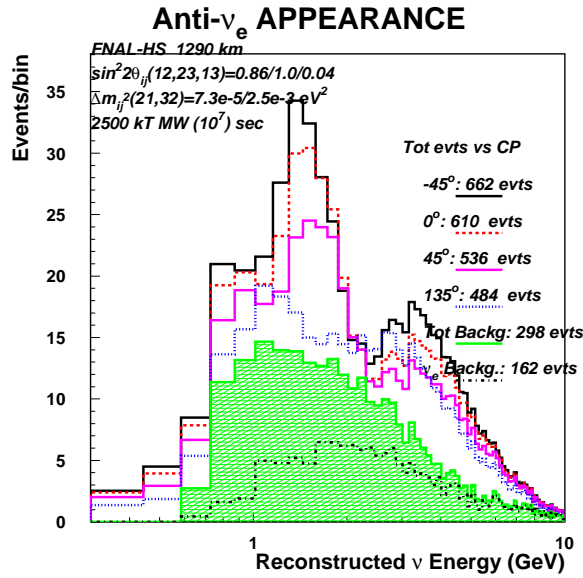 Anti-νe APPEARANCE
FNAL-HS 1290 km
sin²2θij(12,23,13)=0.86/1.0/0.04
Δmij²(21,32)=7.3e-5/2.5e-3 eV²
2500 kT MW (10⁷) sec
Tot evts vs CP
-45°: 662 evts
0°: 610 evts
45°: 536 evts
135°: 484 evts
Tot Backg: 298 evts
νe Backg.: 162 evts
Events/bin
35
30
25
20
15
10
5
0
1
10
Reconstructed ν Energy (GeV)